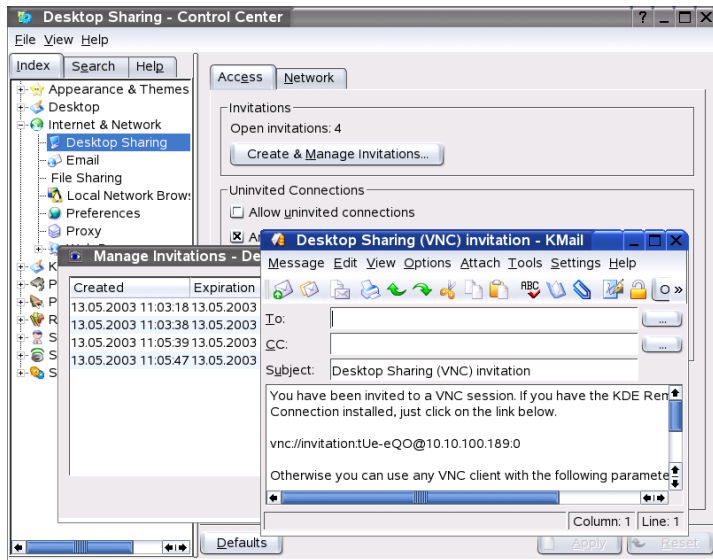 Desktop Sharing - Control Center
File View Help
Index Search Help
Appearance & Themes
Desktop
Internet & Network
Desktop Sharing
Email
File Sharing
Local Network Brow
Preferences
Proxy
K
P
P
R
S
S
S
Access Network
Invitations
Open invitations: 4
Create & Manage Invitations...
Uninvited Connections
Allow uninvited connections
Manage Invitations - De
Created Expiration
13.05.2003 11:03:18 13.05.2003
13.05.2003 11:03:38 13.05.2003
13.05.2003 11:05:39 13.05.2003
13.05.2003 11:05:47 13.05.2003
Desktop Sharing (VNC) invitation - KMail
Message Edit View Options Attach Tools Settings Help
ABC
To: ...
CC: ...
Subject: Desktop Sharing (VNC) invitation
You have been invited to a VNC session. If you have the KDE Rem
Connection installed, just click on the link below.
vnc://invitation:tUe-eQO@10.10.100.189:0
Otherwise you can use any VNC client with the following paramete
Column: 1 Line: 1
Defaults Apply Reset